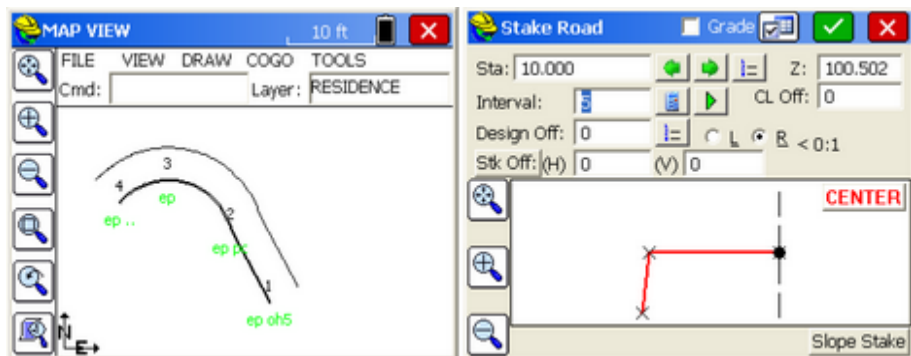 MAP VIEW
10 ft
FILE VIEW DRAW COGO TOOLS
Cmd: Layer: RESIDENCE
3
4
ep
2
ep ..
ep pc
1
ep oh5
N
E
Stake Road
Grade
Sta: 10.000 Z: 100.502
Interval: 5 CL Off: 0
Design Off: 0 L R < 0:1
Stk Off: (H) 0 (V) 0
CENTER
Slope Stake